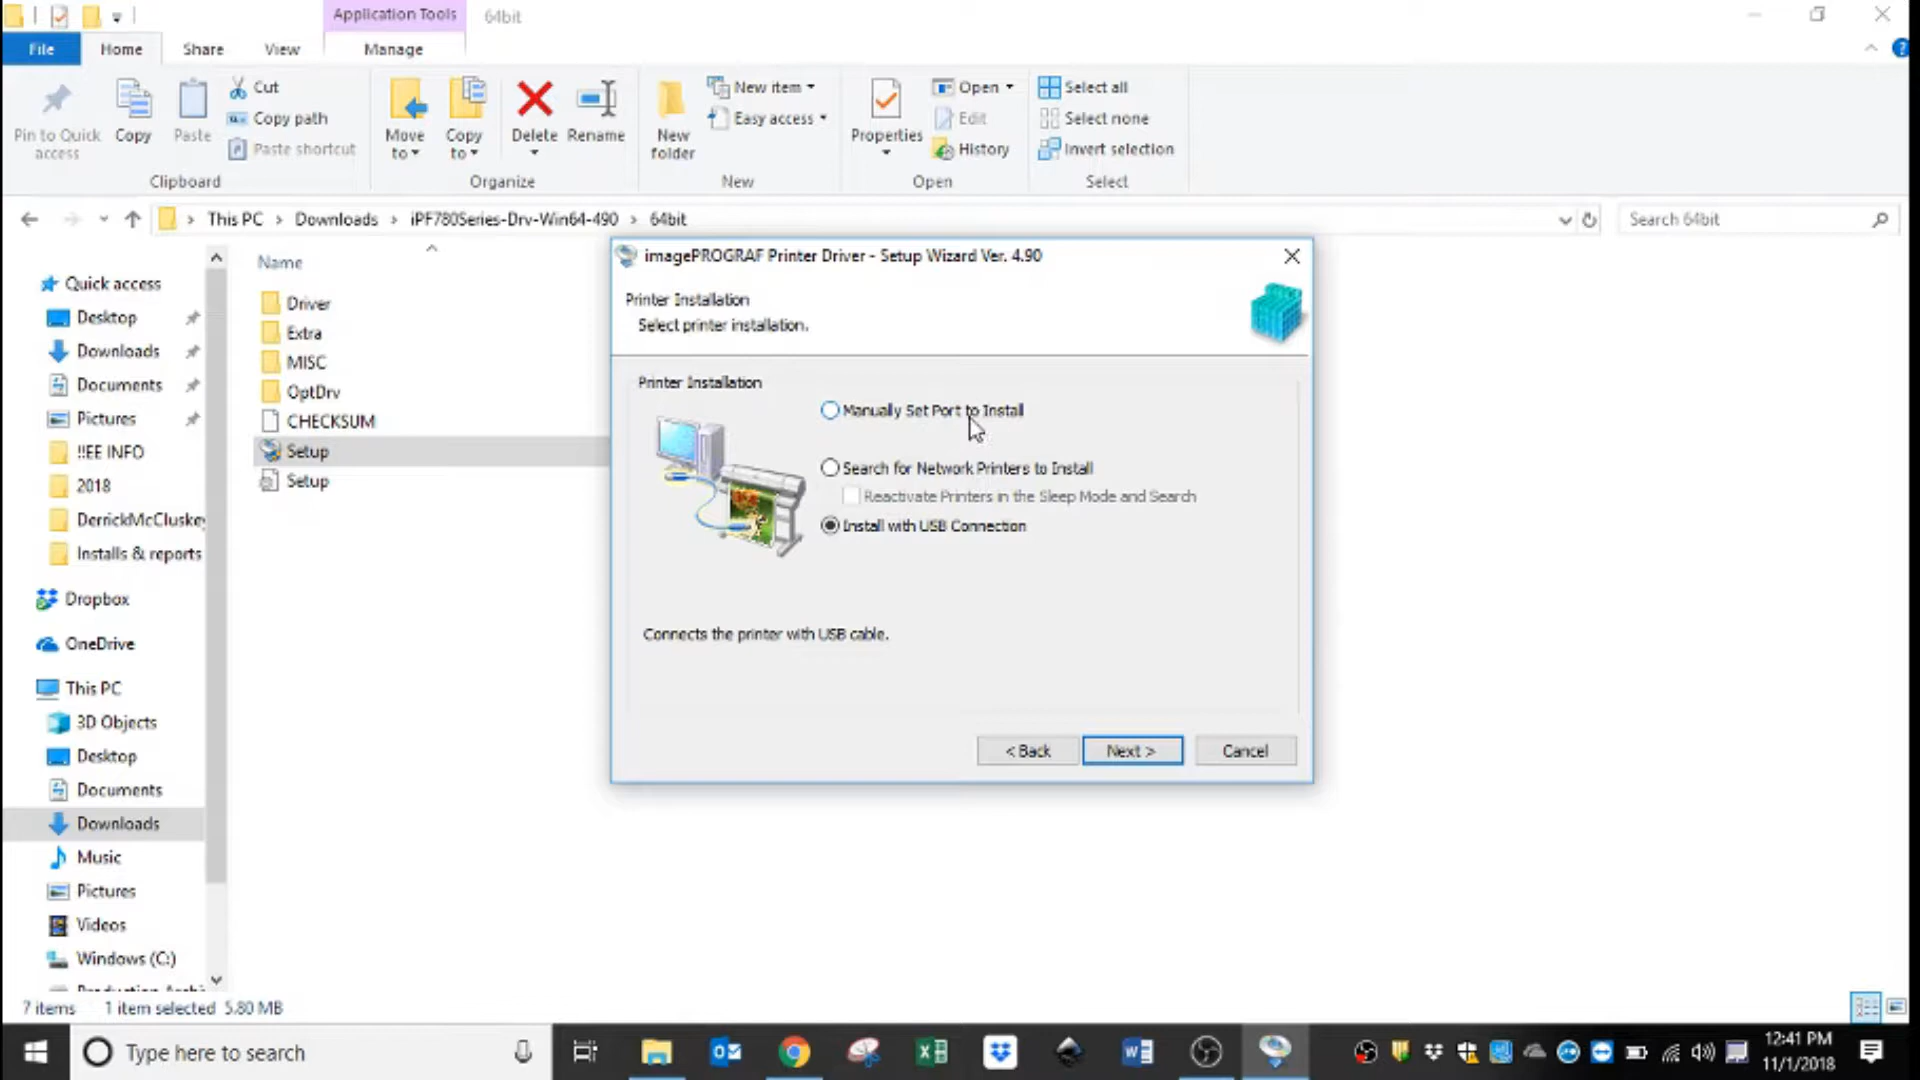 Application Tools
64bit
File
Home
Share
View
Manage
Pin to Quick access
Copy
Paste
Cut
Copy path
Paste shortcut
Clipboard
Move to
Copy to
Delete
Rename
Organize
New folder
New item
Easy access
New
Properties
Open
Edit
History
Open
Select all
Select none
Invert selection
Select
This PC > Downloads > iPF780Series-Drv-Win64-490 > 64bit
Search 64bit
Quick access
Desktop
Downloads
Documents
Pictures
!!EE INFO
2018
DerrickMcCluske
Installs & reports
Dropbox
OneDrive
This PC
3D Objects
Desktop
Documents
Downloads
Music
Pictures
Videos
Windows (C:)
Name
Driver
Extra
MISC
OptDrv
CHECKSUM
Setup
Setup
imagePROGRAF Printer Driver - Setup Wizard Ver. 4.90
Printer Installation
Select printer installation.
Printer Installation
Manually Set Port to Install
Search for Network Printers to Install
Reactivate Printers in the Sleep Mode and Search
Install with USB Connection
Connects the printer with USB cable.
< Back
Next >
Cancel
7 items
1 item selected 5.80 MB
Type here to search
12:41 PM
11/1/2018